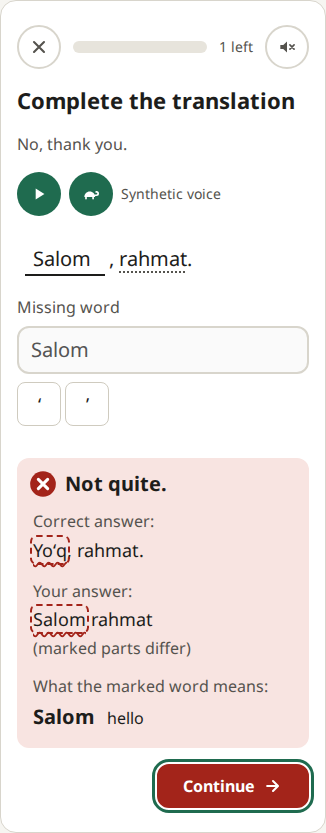 1 left
Complete the translation
No, thank you.
Synthetic voice
Salom , rahmat.
Missing word
Salom
‘ ’
Not quite.
Correct answer:
Yo‘q rahmat.
Your answer:
Salom rahmat
(marked parts differ)
What the marked word means:
Salom hello
Continue